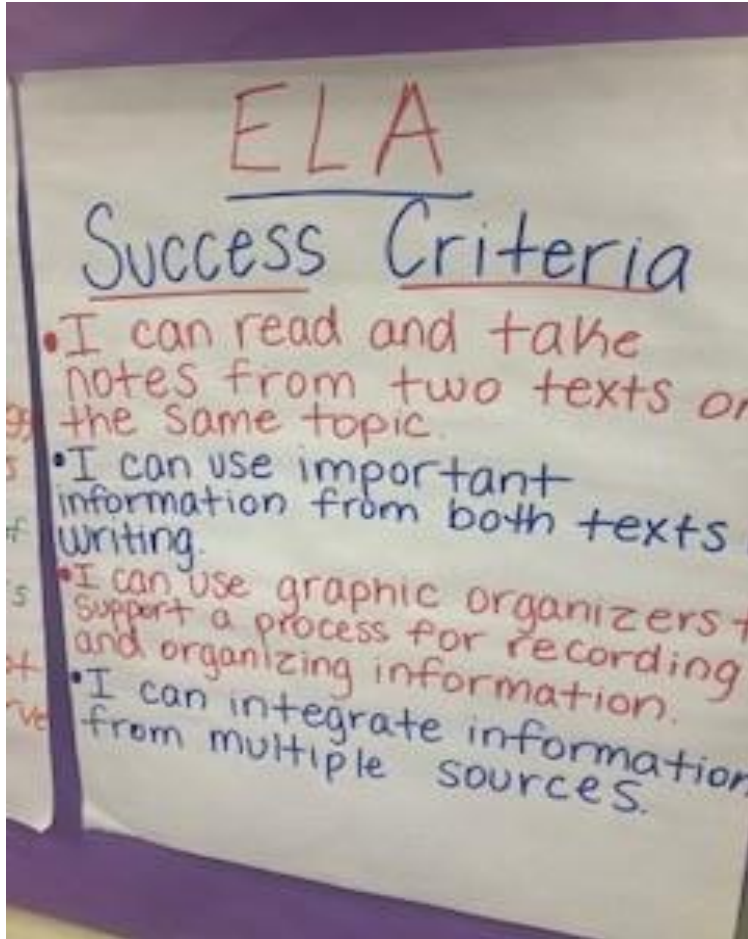 ELA
Success Criteria
• I can read and take
notes from two texts on
the same topic.
• I can use important
information from both texts
writing.
• I can use graphic organizers t
support a process for recording
and organizing information.
• I can integrate information
from multiple sources.